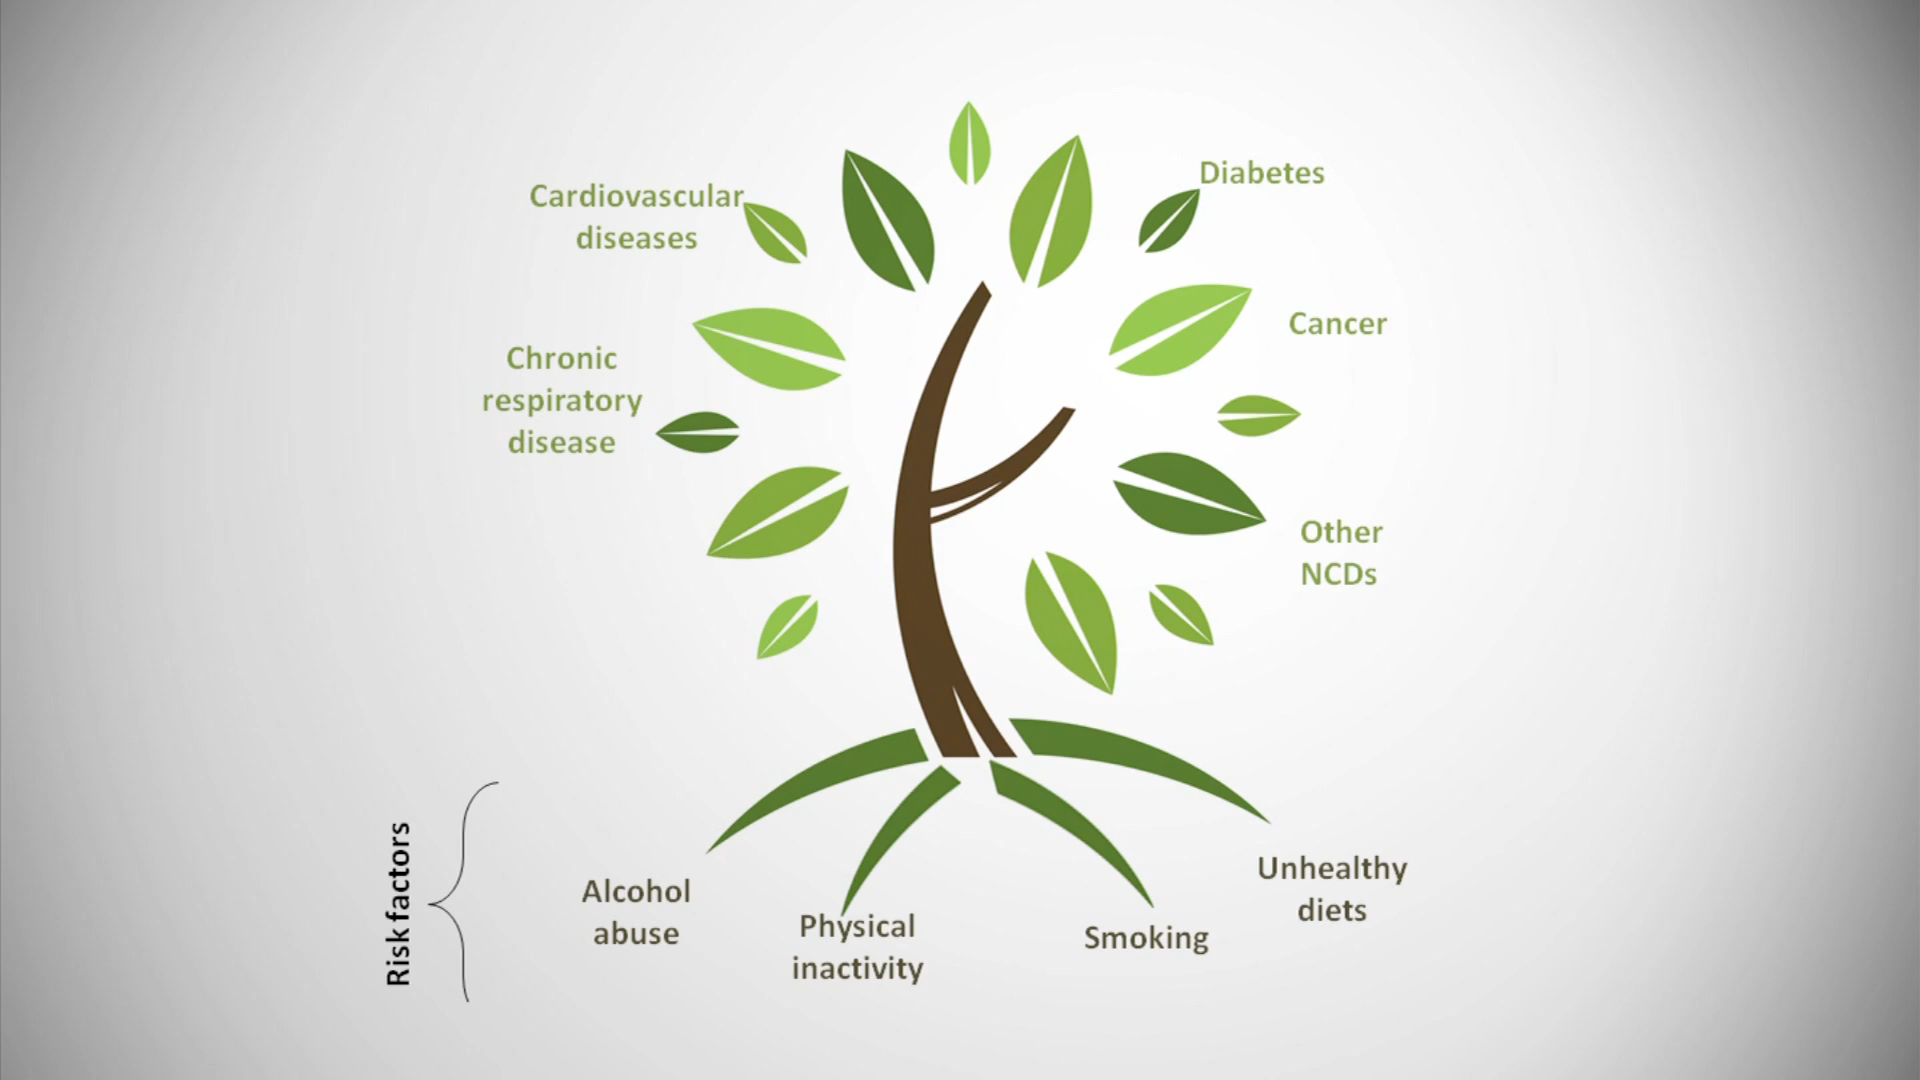 Cardiovascular
diseases
Diabetes
Cancer
Chronic
respiratory
disease
Other
NCDs
Risk factors
Alcohol
abuse
Physical
inactivity
Smoking
Unhealthy
diets